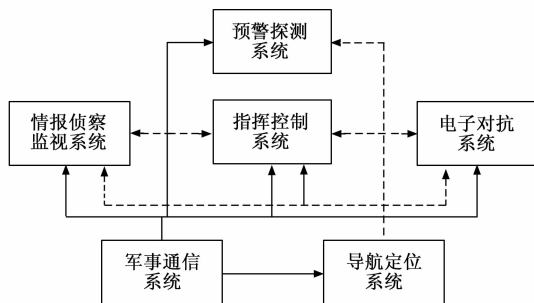 预警探测
系统
情报侦察
监视系统
指挥控制
系统
电子对抗
系统
军事通信
系统
导航定位
系统